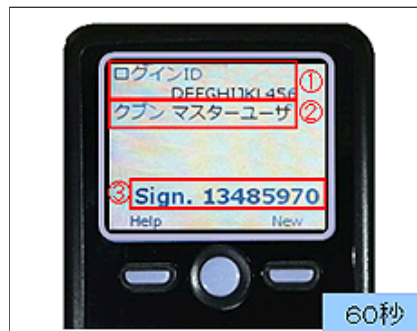 ログインID ①
DEFGHIJKL456
クブン マスターユーザ ②
③ Sign. 13485970
Help New
60秒